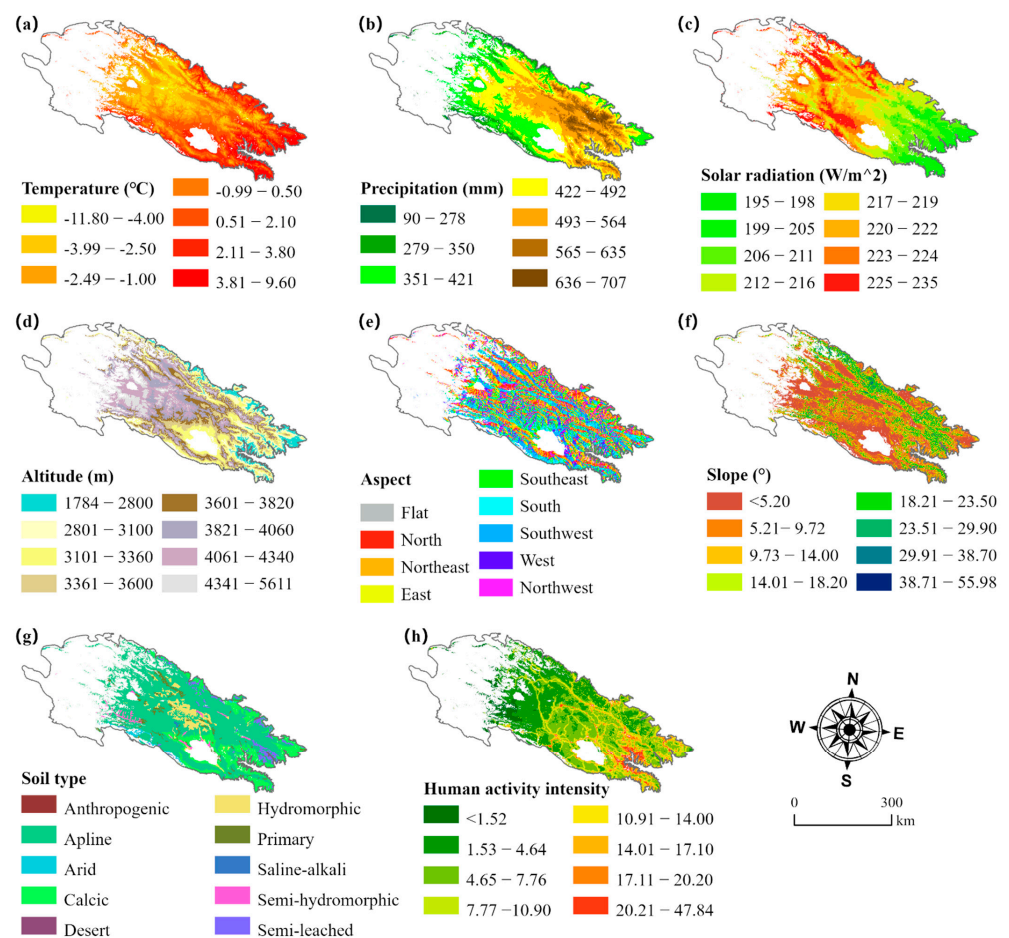 (a)
(b)
(c)
Temperature (℃)
-11.80 – -4.00
-3.99 – -2.50
-2.49 – -1.00
-0.99 – 0.50
0.51 – 2.10
2.11 – 3.80
3.81 – 9.60
Precipitation (mm)
90 – 278
279 – 350
351 – 421
422 – 492
493 – 564
565 – 635
636 – 707
Solar radiation (W/m^2)
195 – 198
199 – 205
206 – 211
212 – 216
217 – 219
220 – 222
223 – 224
225 – 235
(d)
(e)
(f)
Altitude (m)
1784 – 2800
2801 – 3100
3101 – 3360
3361 – 3600
3601 – 3820
3821 – 4060
4061 – 4340
4341 – 5611
Aspect
Flat
North
Northeast
East
Southeast
South
Southwest
West
Northwest
Slope (°)
<5.20
5.21– 9.72
9.73 – 14.00
14.01 – 18.20
18.21 – 23.50
23.51 – 29.90
29.91 – 38.70
38.71 – 55.98
(g)
(h)
Soil type
Anthropogenic
Apline
Arid
Calcic
Desert
Hydromorphic
Primary
Saline-alkali
Semi-hydromorphic
Semi-leached
Human activity intensity
<1.52
1.53 – 4.64
4.65 – 7.76
7.77 –10.90
10.91 – 14.00
14.01 – 17.10
17.11 – 20.20
20.21 – 47.84
N
W
E
S
0 300
km